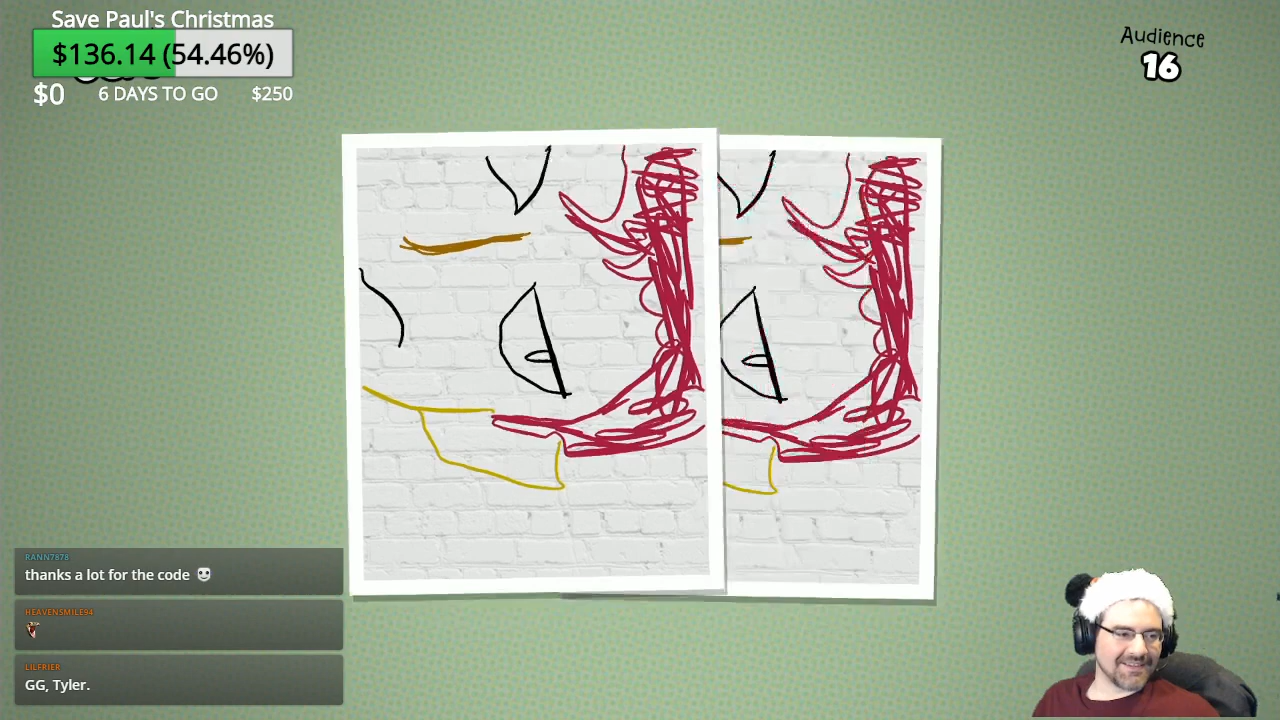 Save Paul's Christmas
$136.14 (54.46%)
$0 6 DAYS TO GO $250
Audience
16
RANN7878
thanks a lot for the code
HEAVENSMILE94
LILFRIER
GG, Tyler.